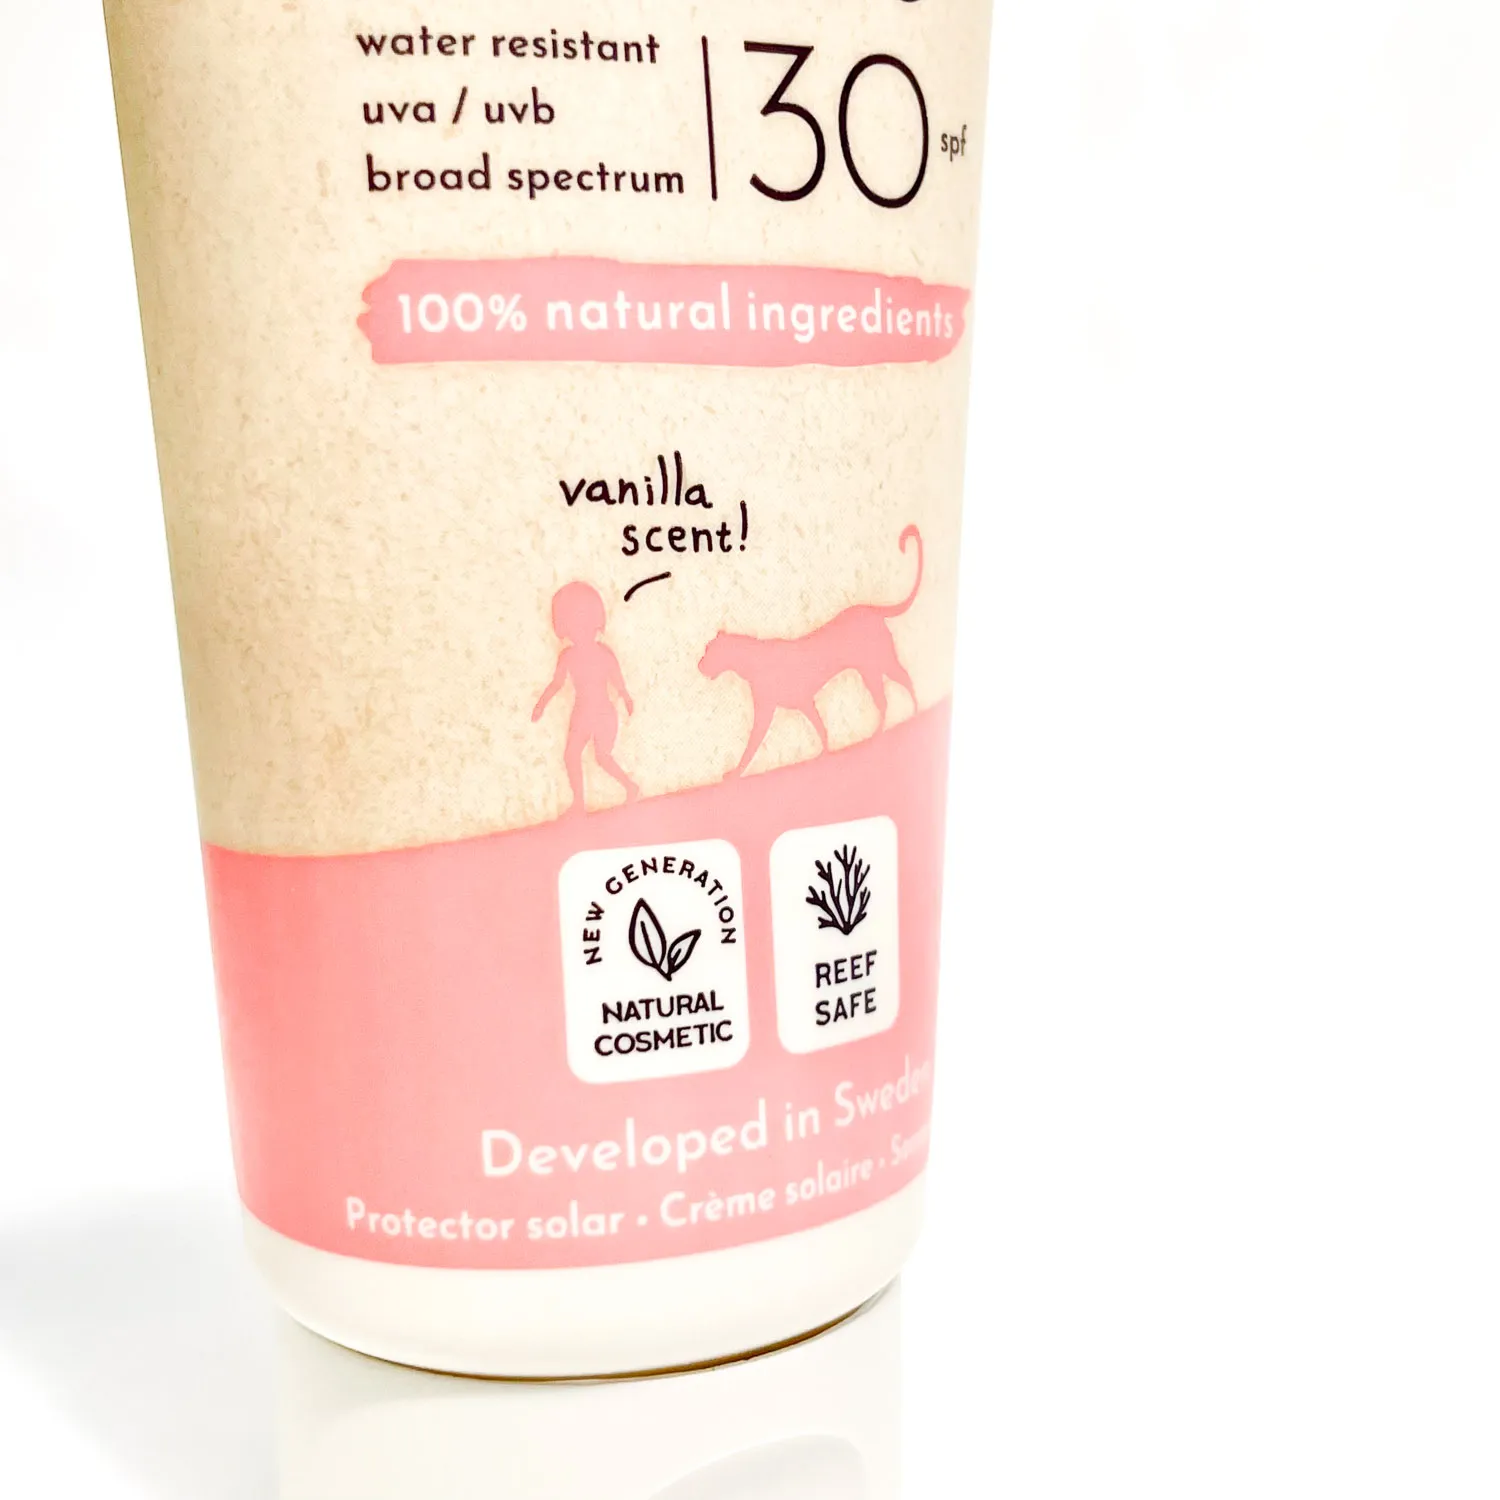 water resistant
uva / uvb
broad spectrum
30 spf
100% natural ingredients
vanilla
scent!
NEW GENERATION
NATURAL
COSMETIC
REEF
SAFE
Developed in Sweden
Protector solar • Crème solaire •